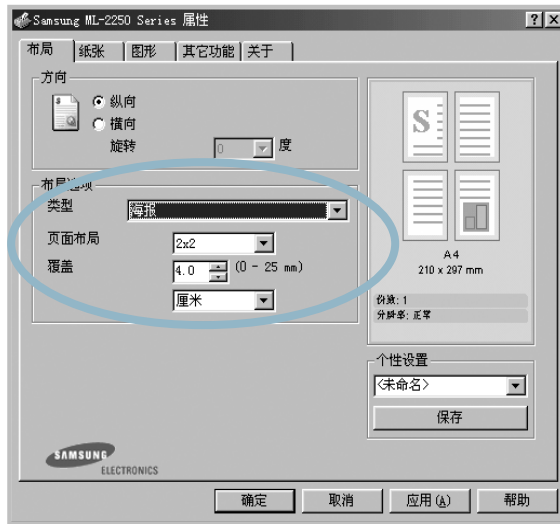 Samsung ML-2250 Series 属性
布局 纸张 图形 其它功能 关于
方向
纵向
横向
旋转 0 度
布局选项
类型 海报
页面布局 2x2
覆盖 4.0 (0 - 25 mm)
厘米
S
A4
210 x 297 mm
份数: 1
分辨率: 正常
个性设置
<未命名>
保存
SAMSUNG
ELECTRONICS
确定 取消 应用(A) 帮助